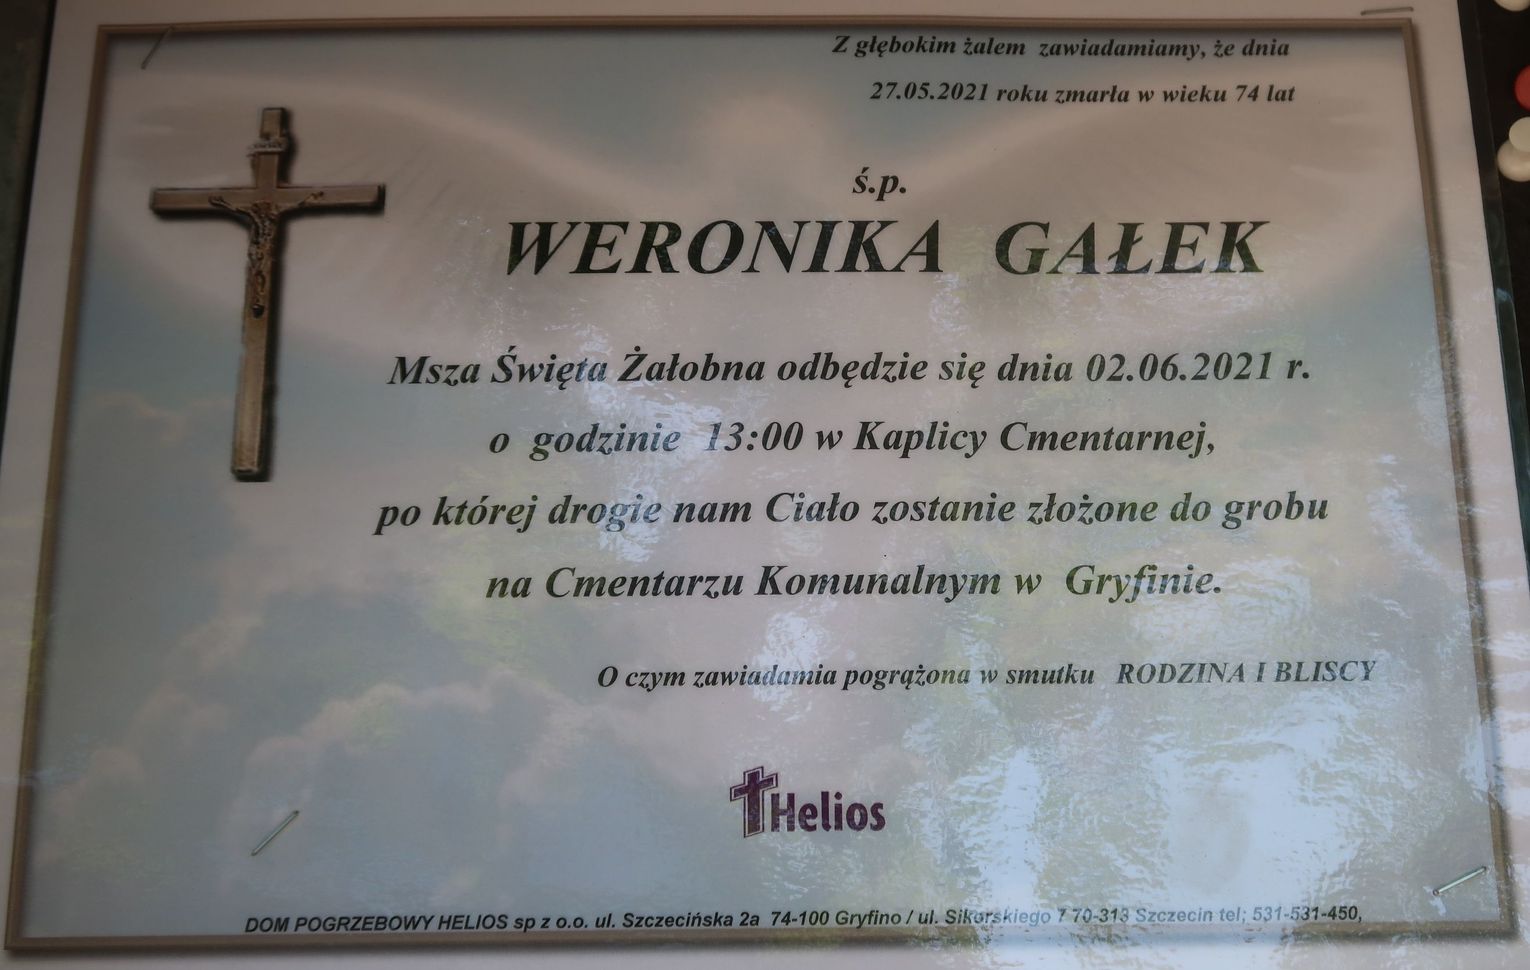 Z głębokim żalem zawiadamiamy, że dnia
27.05.2021 roku zmarła w wieku 74 lat
ś.p.
WERONIKA GAŁEK
Msza Święta Żałobna odbędzie się dnia 02.06.2021 r.
o godzinie 13:00 w Kaplicy Cmentarnej,
po której drogie nam Ciało zostanie złożone do grobu
na Cmentarzu Komunalnym w Gryfinie.
O czym zawiadamia pogrążona w smutku RODZINA I BLISCY
Helios
DOM POGRZEBOWY HELIOS sp z o.o. ul. Szczecińska 2a 74-100 Gryfino / ul. Sikorskiego 7 70-313 Szczecin tel; 531-531-450,